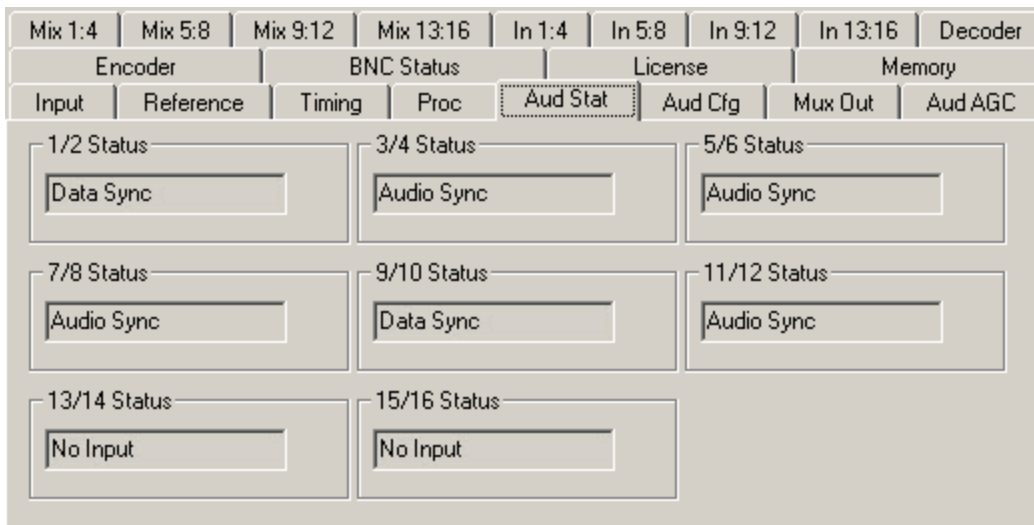 Mix 1:4 Mix 5:8 Mix 9:12 Mix 13:16 In 1:4 In 5:8 In 9:12 In 13:16 Decoder
Encoder BNC Status License Memory
Input Reference Timing Proc Aud Stat Aud Cfg Mux Out Aud AGC
1/2 Status 3/4 Status 5/6 Status
Data Sync Audio Sync Audio Sync
7/8 Status 9/10 Status 11/12 Status
Audio Sync Data Sync Audio Sync
13/14 Status 15/16 Status
No Input No Input